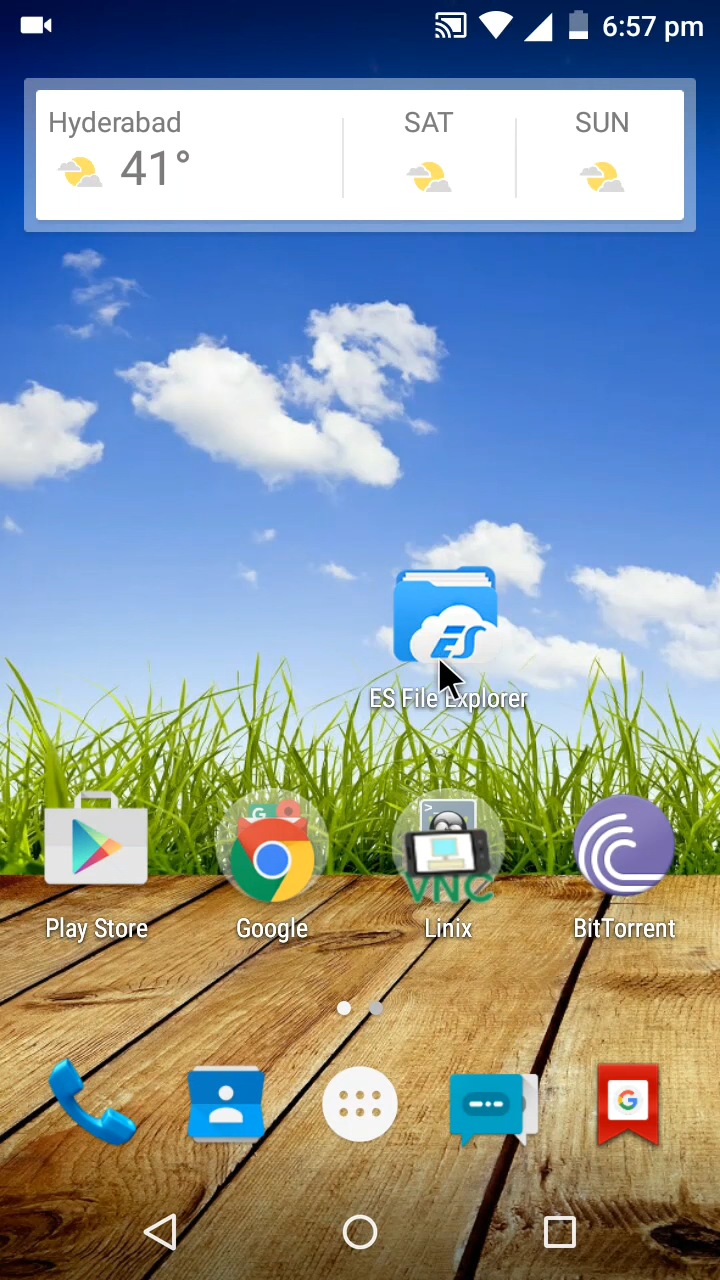 6:57 pm
Hyderabad
41°
SAT
SUN
ES
ES File Explorer
G
>
VNC
Play Store
Google
Linix
BitTorrent
G